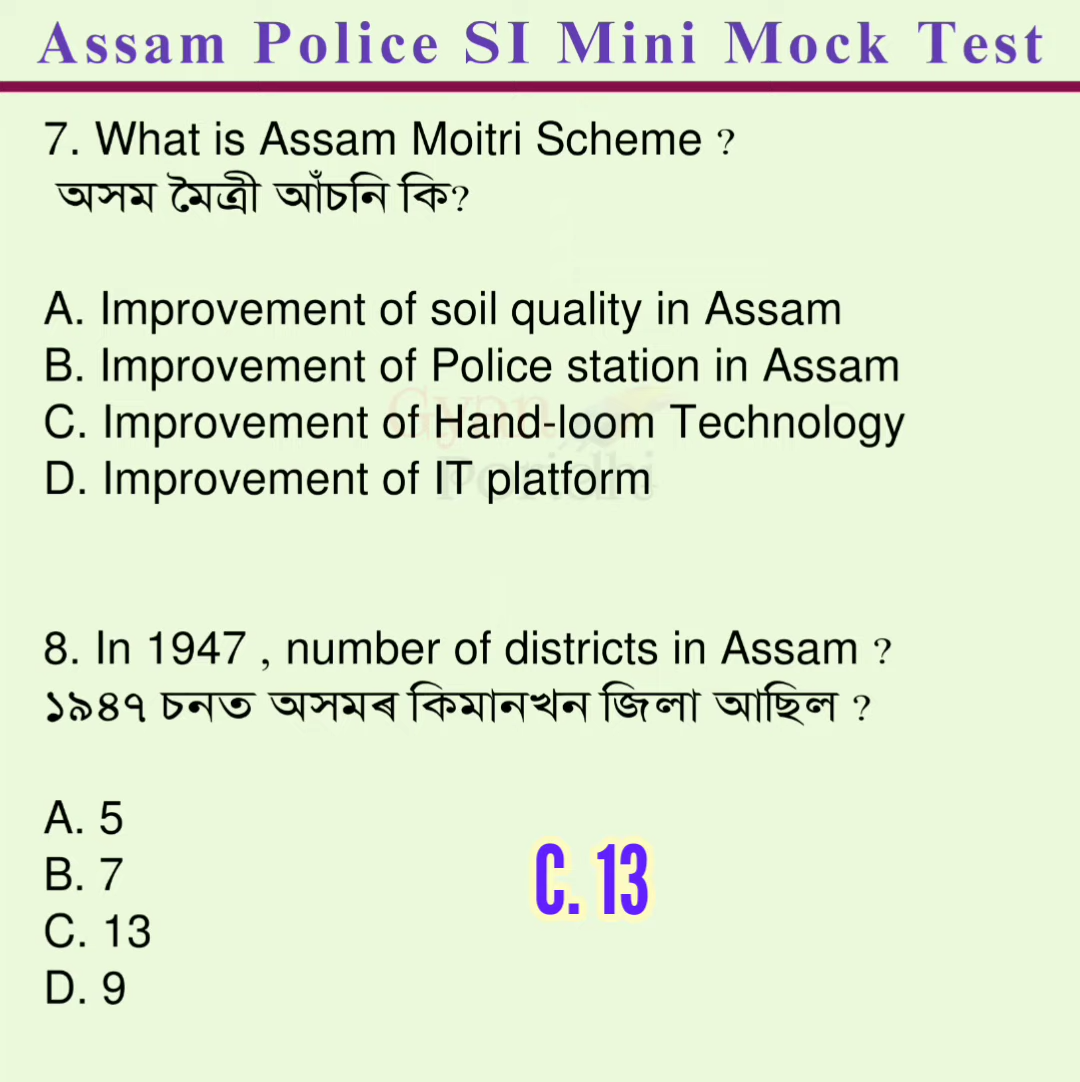 Assam Police SI Mini Mock Test
7. What is Assam Moitri Scheme ?
অসম মৈত্ৰী আঁচনি কি?
A. Improvement of soil quality in Assam
B. Improvement of Police station in Assam
C. Improvement of Hand-loom Technology
D. Improvement of IT platform
Gyan
Poridhi
8. In 1947 , number of districts in Assam ?
১৯৪৭ চনত অসমৰ কিমানখন জিলা আছিল ?
A. 5
B. 7
C. 13
D. 9
C. 13